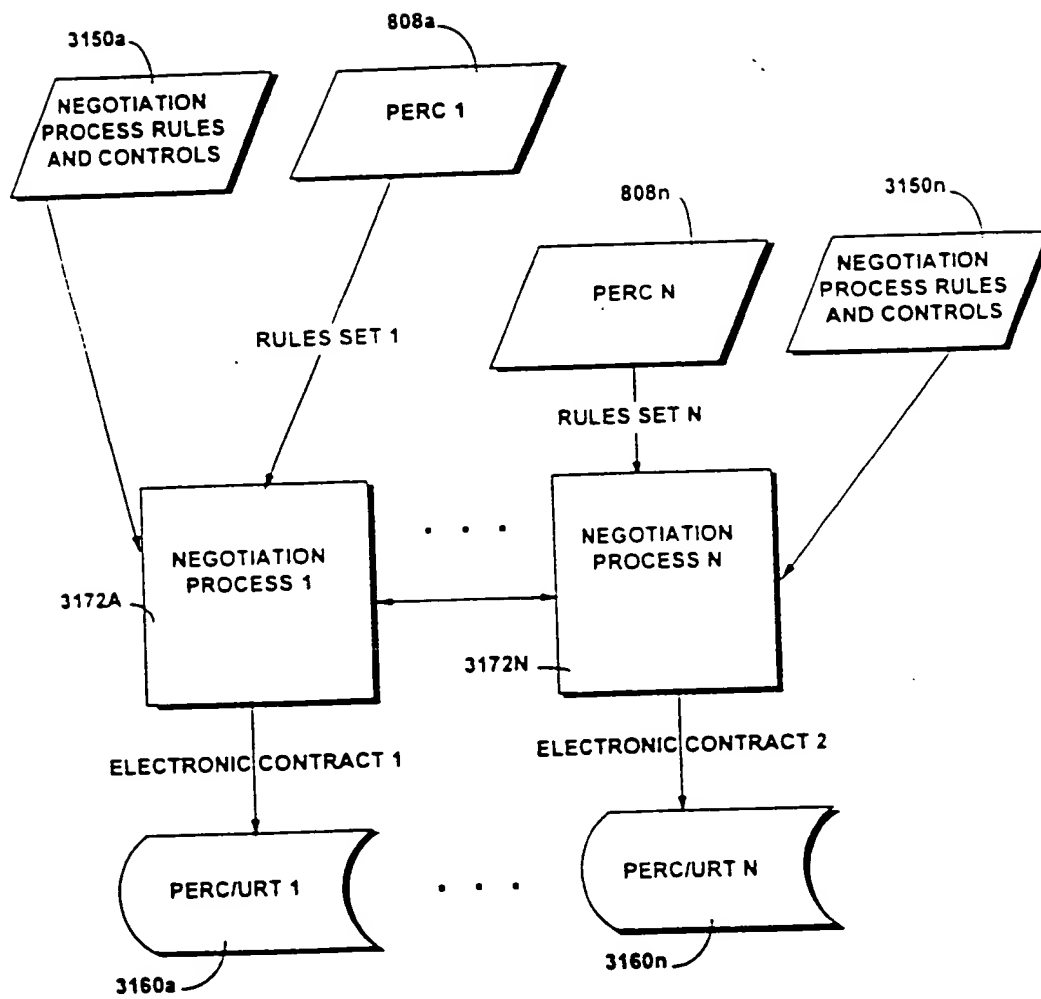 3150a
808a
NEGOTIATION
PROCESS RULES
AND CONTROLS
PERC 1
808n
3150n
PERC N
NEGOTIATION
PROCESS RULES
AND CONTROLS
RULES SET 1
RULES SET N
NEGOTIATION
PROCESS 1
NEGOTIATION
PROCESS N
3172A
3172N
ELECTRONIC CONTRACT 1
ELECTRONIC CONTRACT 2
PERC/URT 1
PERC/URT N
3160a
3160n